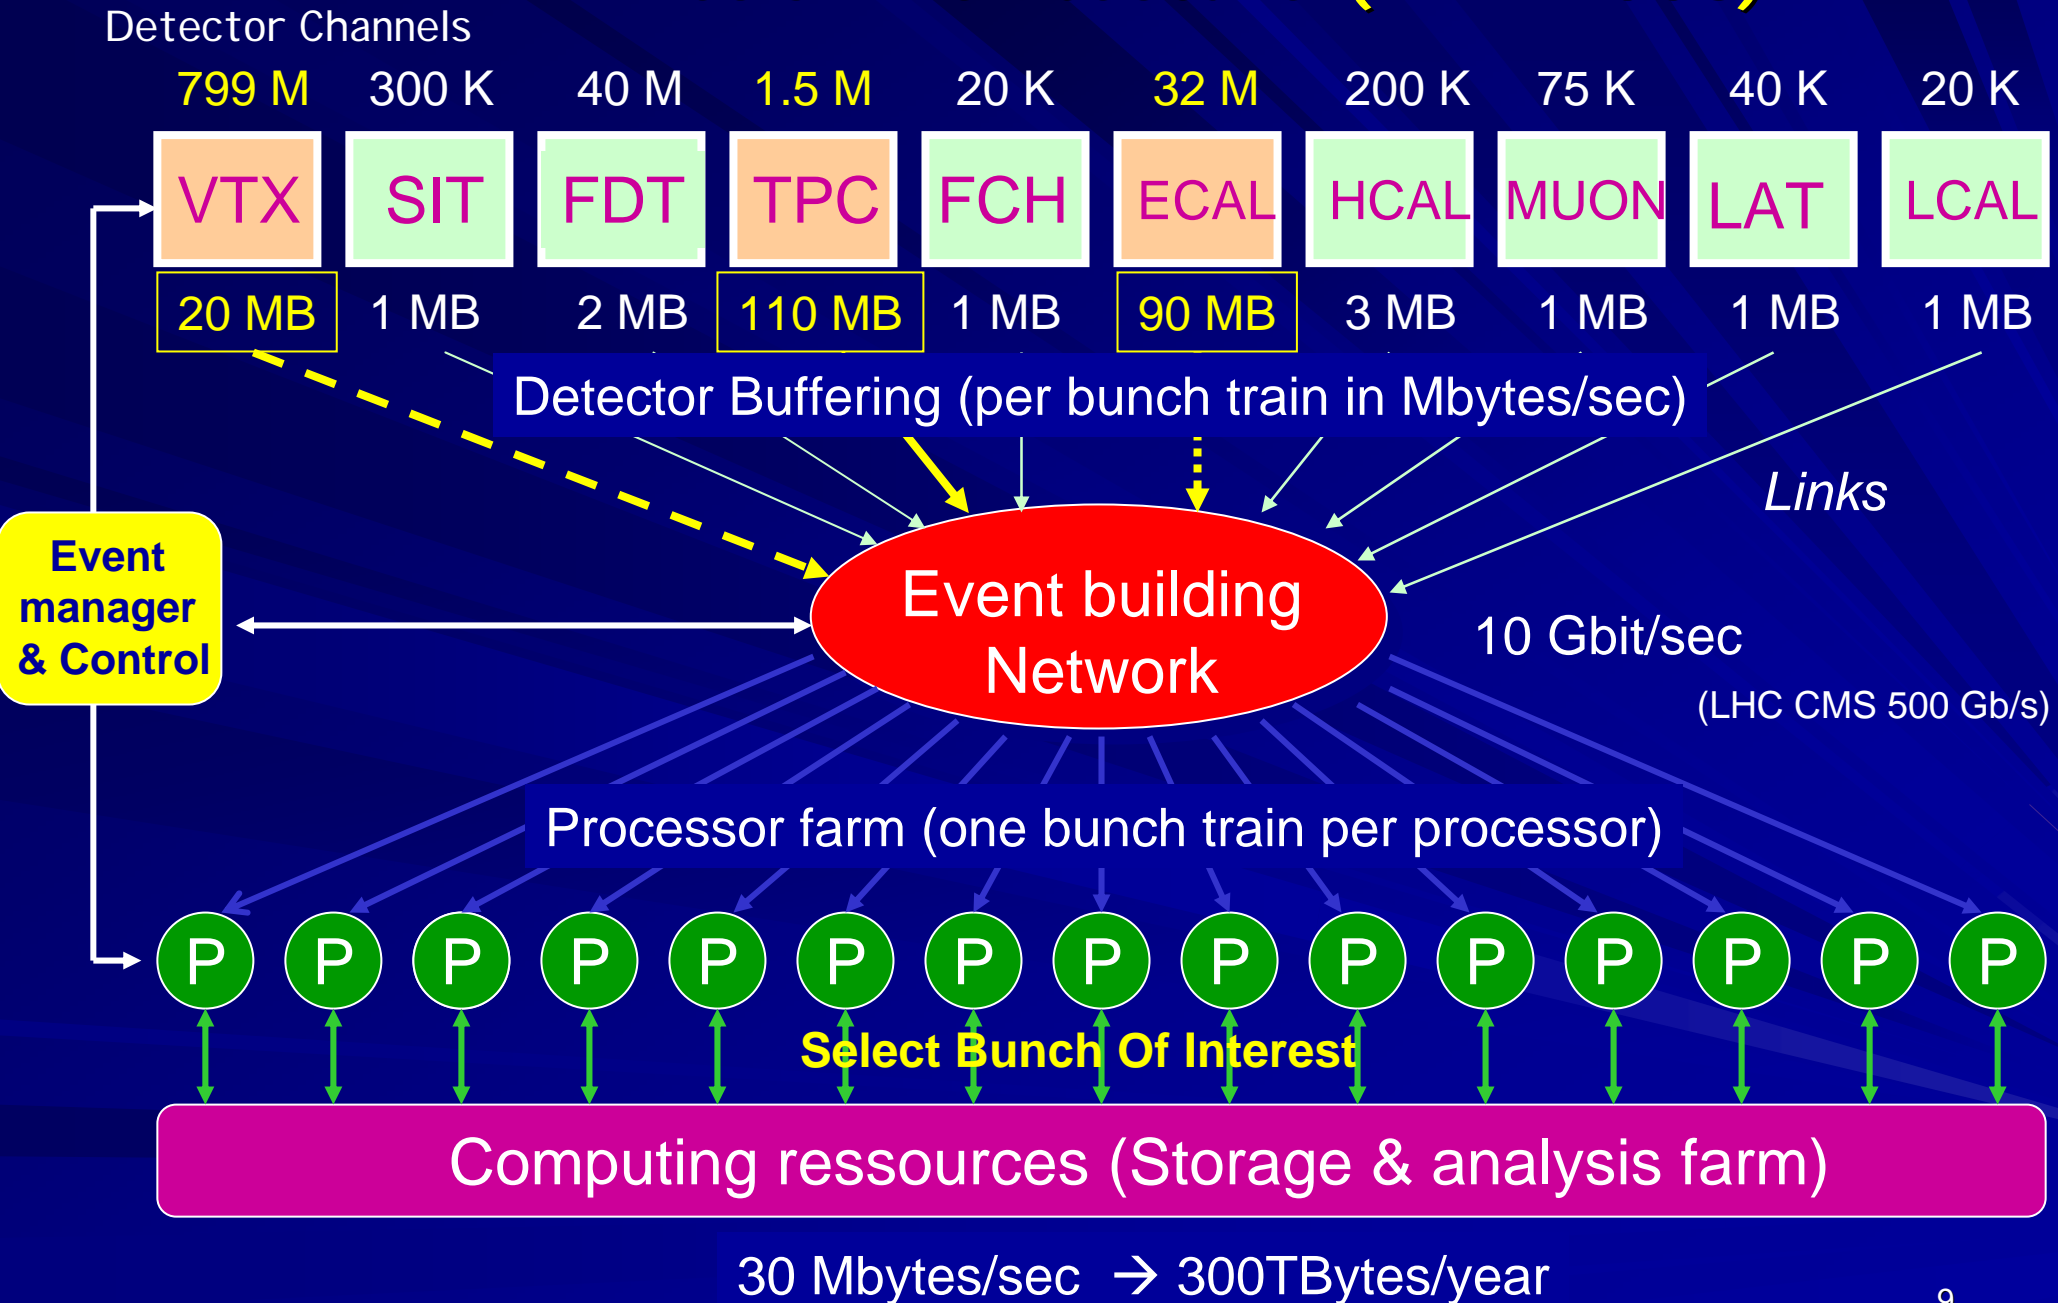 Detector Channels
799 M 300 K 40 M 1.5 M 20 K 32 M 200 K 75 K 40 K 20 K
VTX SIT FDT TPC FCH ECAL HCAL MUON LAT LCAL
20 MB 1 MB 2 MB 110 MB 1 MB 90 MB 3 MB 1 MB 1 MB 1 MB
Detector Buffering (per bunch train in Mbytes/sec)
Links
Event
manager
& Control
Event building
Network
10 Gbit/sec
(LHC CMS 500 Gb/s)
Processor farm (one bunch train per processor)
P P P P P P P P P P P P P P P
Select Bunch Of Interest
Computing ressources (Storage & analysis farm)
30 Mbytes/sec → 300TBytes/year
9